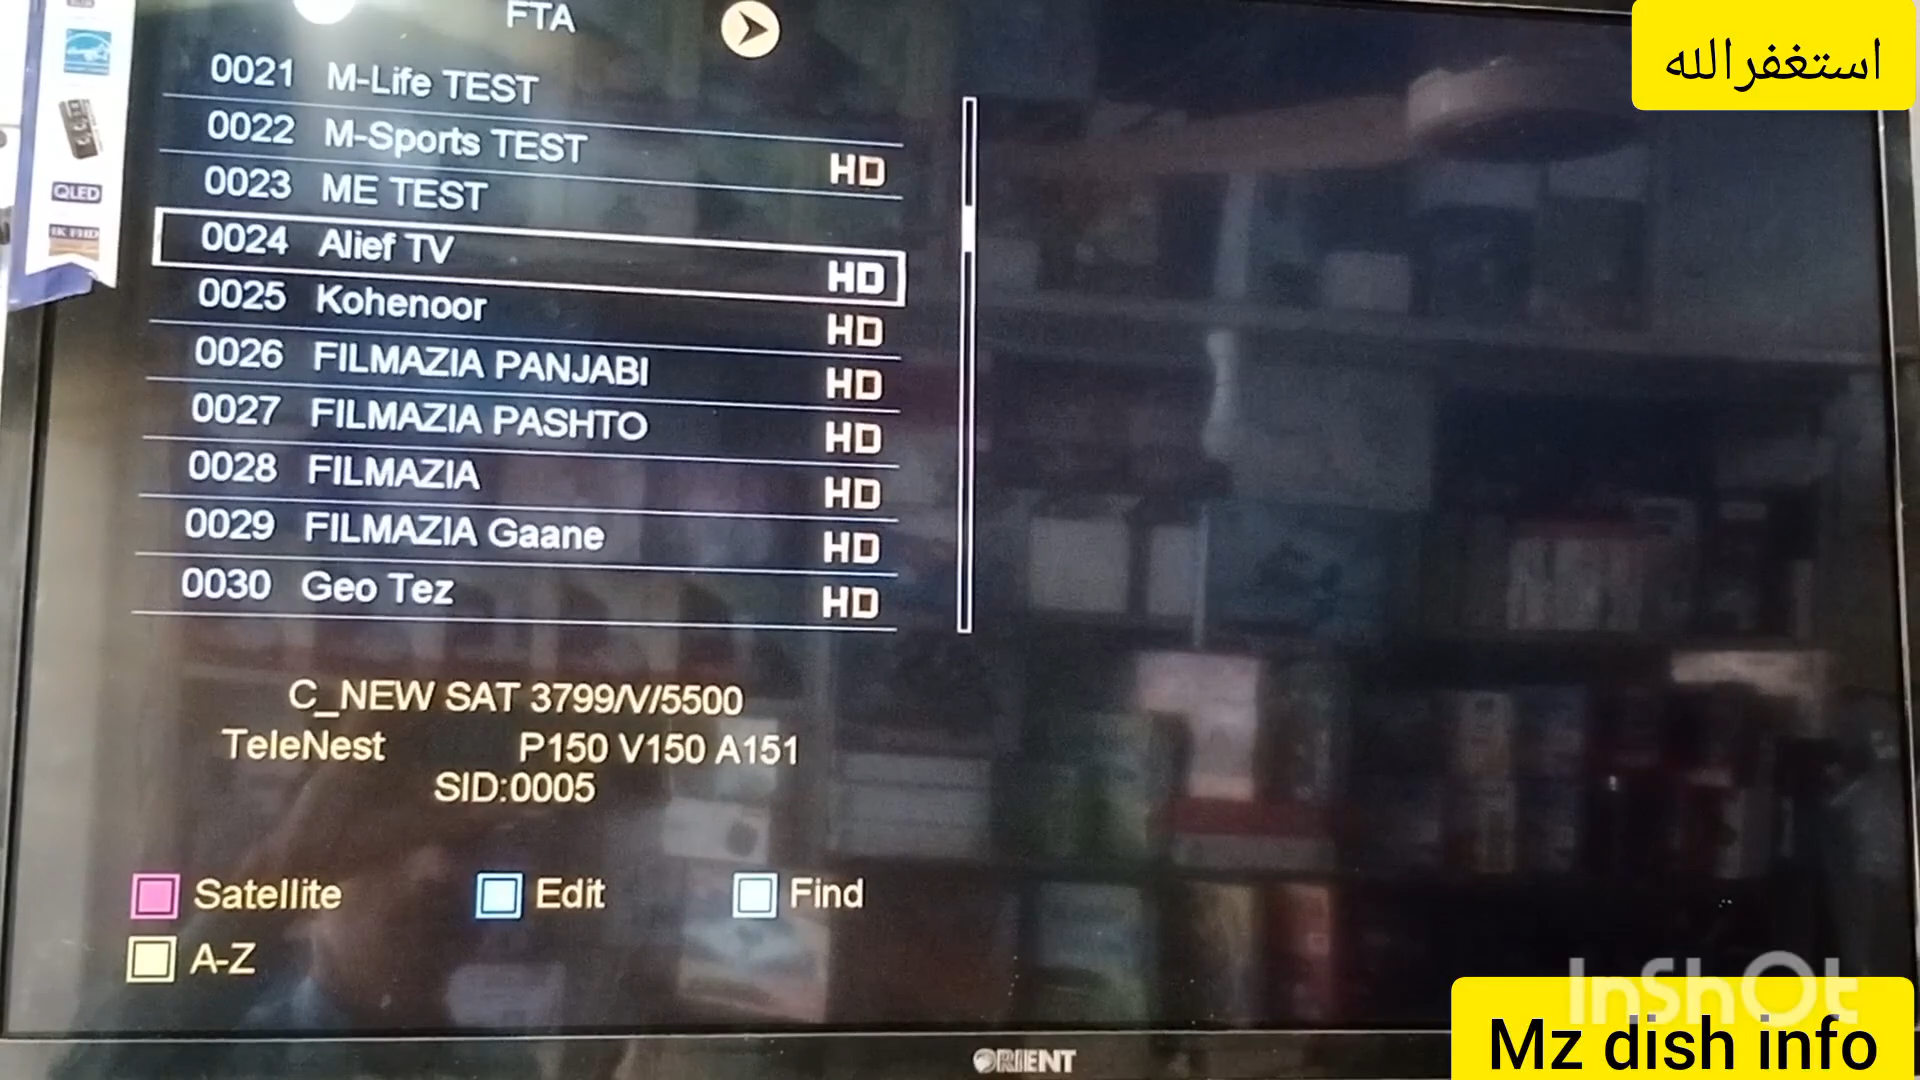 FTA
استغفرالله
0021 M-Life TEST
0022 M-Sports TEST HD
0023 ME TEST
0024 Alief TV HD
0025 Kohenoor HD
0026 FILMAZIA PANJABI HD
0027 FILMAZIA PASHTO HD
0028 FILMAZIA HD
0029 FILMAZIA Gaane HD
0030 Geo Tez HD
QLED
C_NEW SAT 3799/V/5500
TeleNest P150 V150 A151
SID:0005
Satellite Edit Find
A-Z
InShOt
Mz dish info
ORIENT